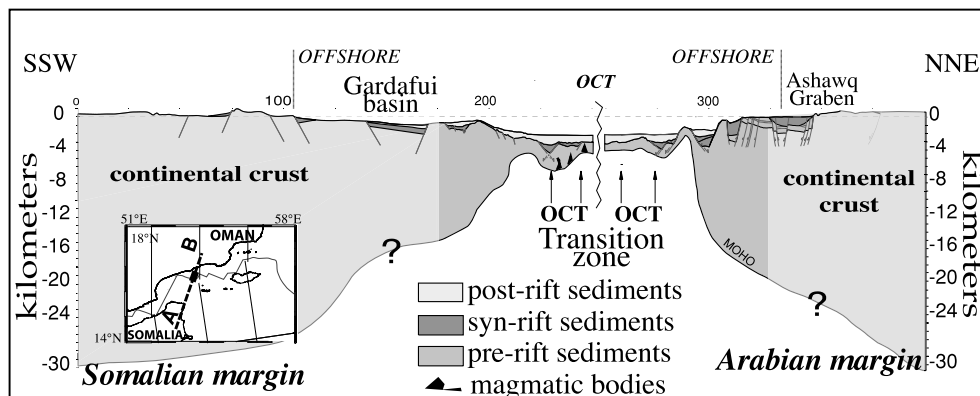 SSW
OFFSHORE
OCT
OFFSHORE
NNE
Gardafui
basin
Ashawq
Graben
0
100
200
300
0
0
-4
-4
-8
-8
-12
-12
-16
-16
-20
-20
-24
-24
-30
-30
kilometers
kilometers
continental crust
continental
crust
OCT
OCT
Transition
zone
MOHO
?
?
51°E
58°E
18°N
OMAN
B
A
SOMALIA
14°N
post-rift sediments
syn-rift sediments
pre-rift sediments
magmatic bodies
Somalian margin
Arabian margin